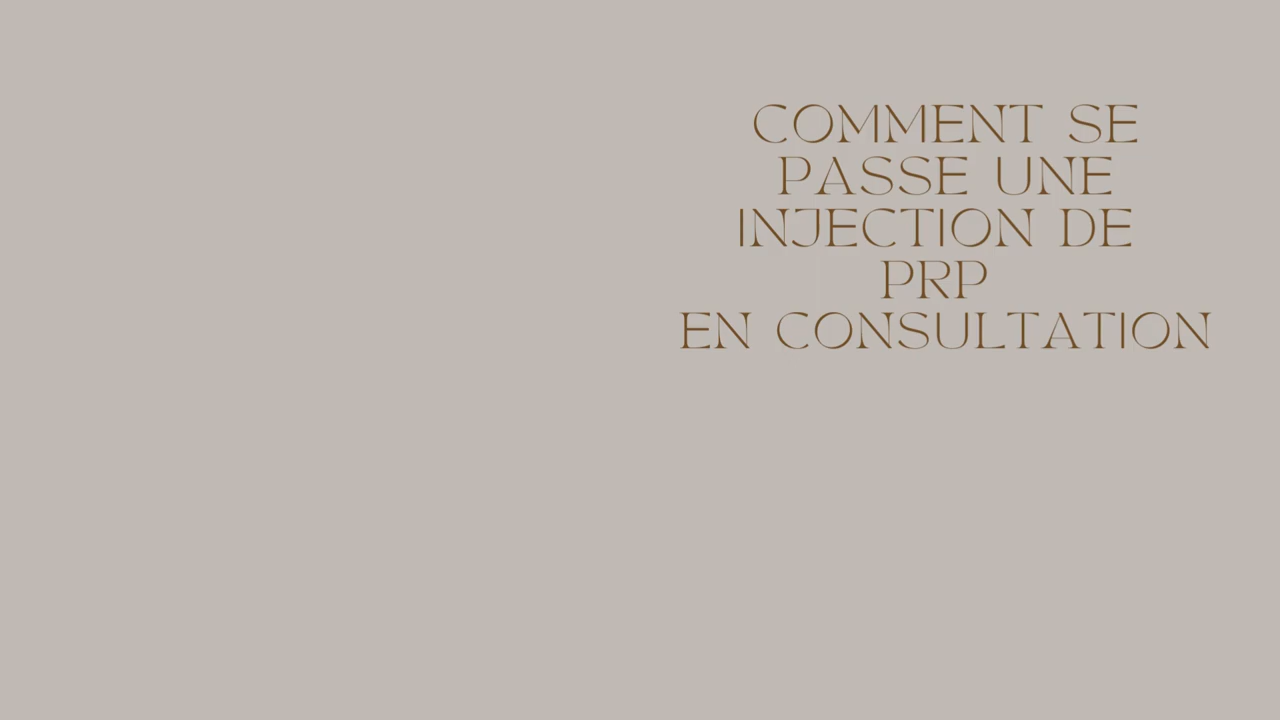 COMMENT SE
PASSE UNE
INJECTION DE
PRP
EN CONSULTATION